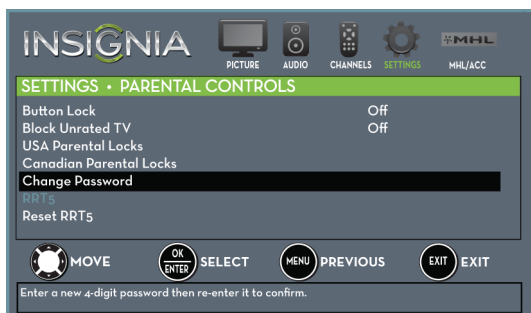 INSIGNIA
PICTURE AUDIO CHANNELS SETTINGS MHL MHL/ACC
SETTINGS • PARENTAL CONTROLS
Button Lock Off
Block Unrated TV Off
USA Parental Locks
Canadian Parental Locks
Change Password
RRT5
Reset RRT5
MOVE OK ENTER SELECT MENU PREVIOUS EXIT EXIT
Enter a new 4-digit password then re-enter it to confirm.